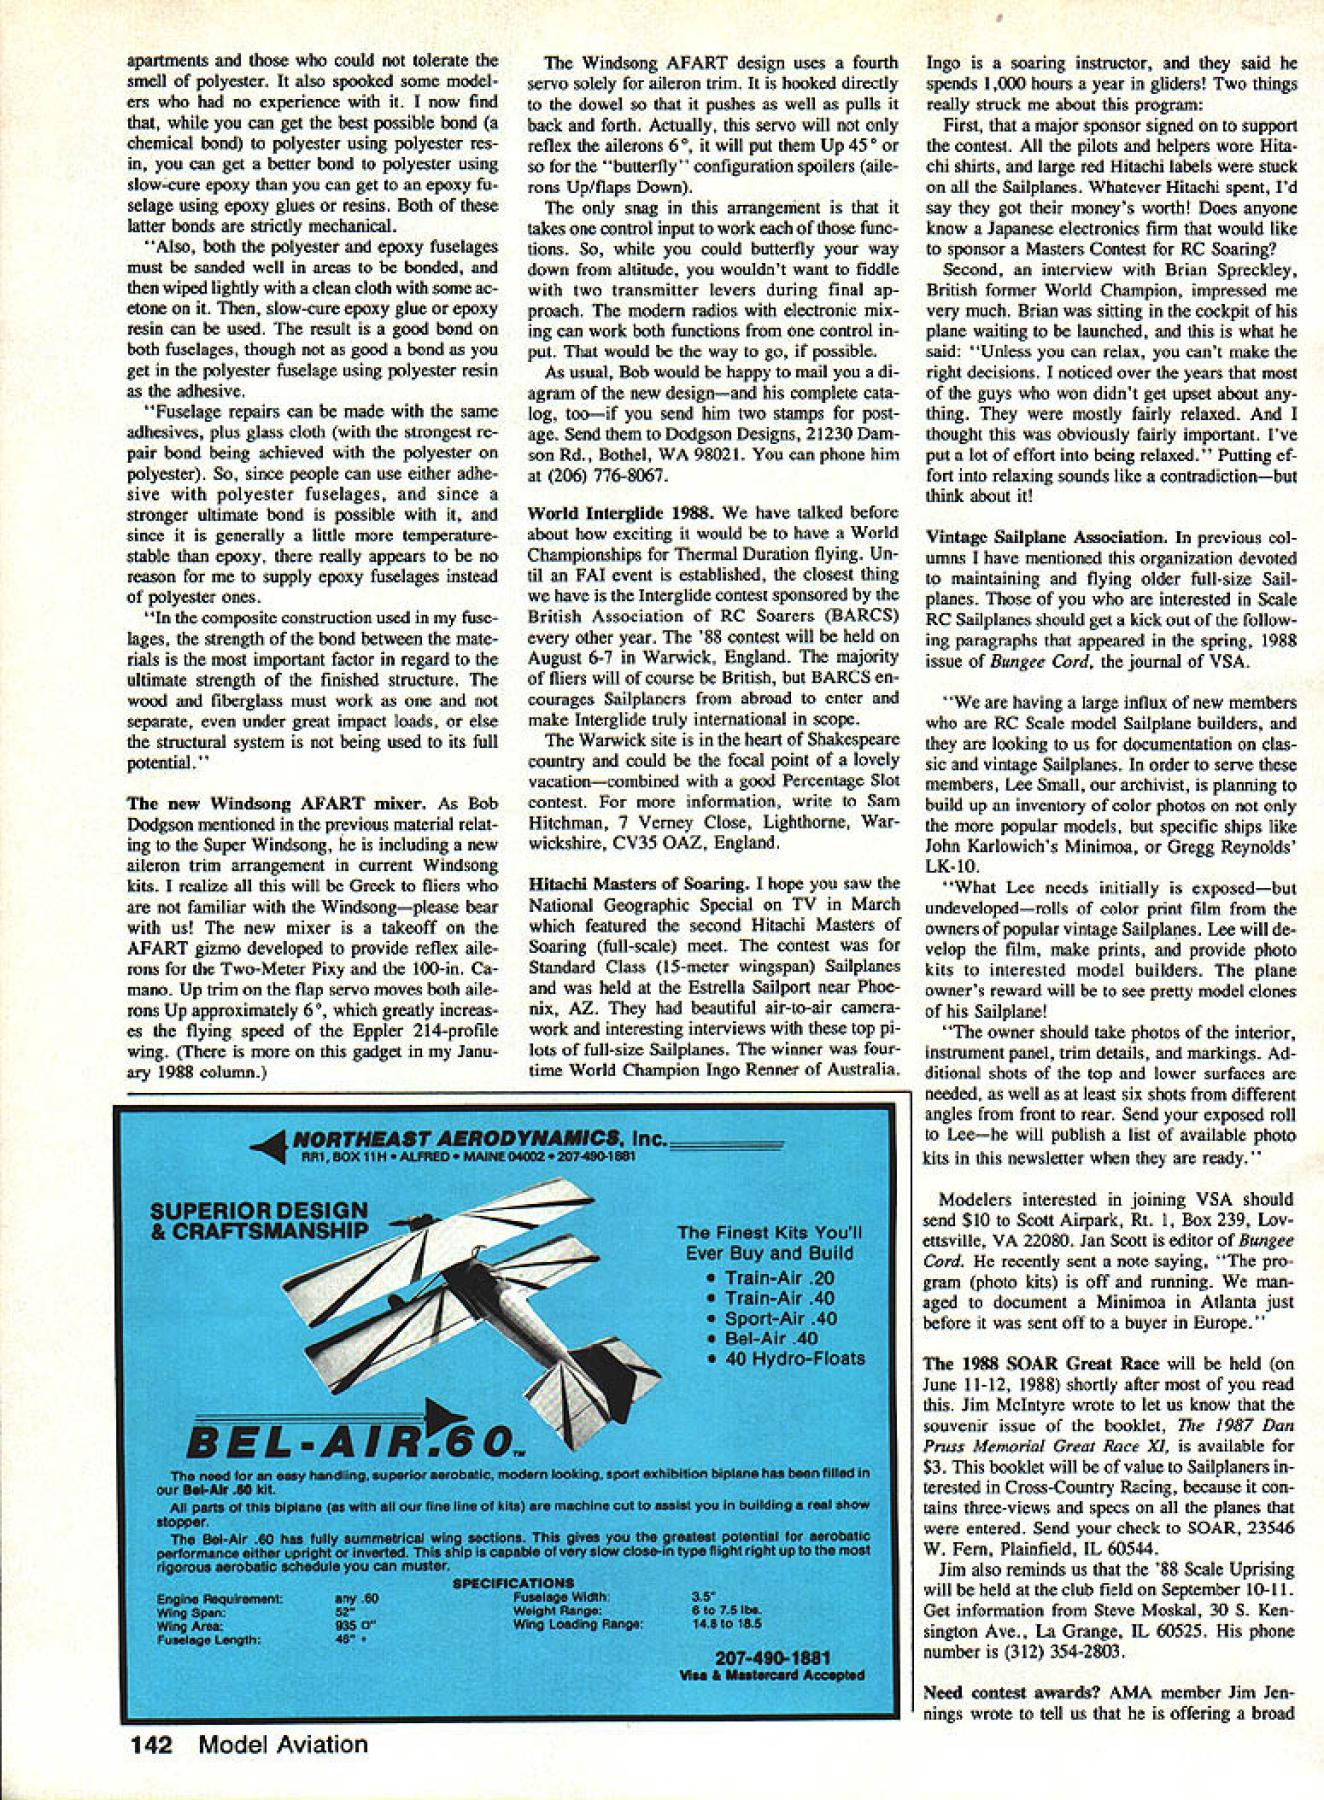 apartments and those who could not tolerate the
smell of polyester. It also spooked some model-
ers who had no experience with it. I now find
that, while you can get the best possible bond (a
chemical bond) to polyester using polyester res-
in, you can get a better bond to polyester using
slow-cure epoxy than you can get to an epoxy fu-
selage using epoxy glues or resins. Both of these
latter bonds are strictly mechanical.
"Also, both the polyester and epoxy fuselages
must be sanded well in areas to be bonded, and
then wiped lightly with a clean cloth with some ac-
etone on it. Then, slow-cure epoxy glue or epoxy
resin can be used. The result is a good bond on
both fuselages, though not as good a bond as you
get in the polyester fuselage using polyester resin
as the adhesive.
"Fuselage repairs can be made with the same
adhesives, plus glass cloth (with the strongest re-
pair bond being achieved with the polyester on
polyester). So, since people can use either adhe-
sive with polyester fuselages, and since a
stronger ultimate bond is possible with it, and
since it is generally a little more temperature-
stable than epoxy, there really appears to be no
reason for me to supply epoxy fuselages instead
of polyester ones.
"In the composite construction used in my fuse-
lages, the strength of the bond between the mate-
rials is the most important factor in regard to the
ultimate strength of the finished structure. The
wood and fiberglass must work as one and not
separate, even under great impact loads, or else
the structural system is not being used to its full
potential."
The new Windsong AFART mixer. As Bob
Dodgson mentioned in the previous material relat-
ing to the Super Windsong, he is including a new
aileron trim arrangement in current Windsong
kits. I realize all this will be Greek to fliers who
are not familiar with the Windsong—please bear
with us! The new mixer is a takeoff on the
AFART gizmo developed to provide reflex aile-
rons for the Two-Meter Pixy and the 100-in. Ca-
mano. Up trim on the flap servo moves both aile-
rons Up approximately 6°, which greatly increas-
es the flying speed of the Eppler 214-profile
wing. (There is more on this gadget in my Janu-
ary 1988 column.)
The Windsong AFART design uses a fourth
servo solely for aileron trim. It is hooked directly
to the dowel so that it pushes as well as pulls it
back and forth. Actually, this servo will not only
reflex the ailerons 6°, it will put them Up 45° or
so for the "butterfly" configuration spoilers (aile-
rons Up/flaps Down).
The only snag in this arrangement is that it
takes one control input to work each of those func-
tions. So, while you could butterfly your way
down from altitude, you wouldn't want to fiddle
with two transmitter levers during final ap-
proach. The modern radios with electronic mix-
ing can work both functions from one control in-
put. That would be the way to go, if possible.
As usual, Bob would be happy to mail you a di-
agram of the new design—and his complete cata-
log, too—if you send him two stamps for post-
age. Send them to Dodgson Designs, 21230 Dam-
son Rd., Bothel, WA 98021. You can phone him
at (206) 776-8067.
World Interglide 1988. We have talked before
about how exciting it would be to have a World
Championships for Thermal Duration flying. Un-
til an FAI event is established, the closest thing
we have is the Interglide contest sponsored by the
British Association of RC Soarers (BARCS)
every other year. The '88 contest will be held on
August 6-7 in Warwick, England. The majority
of fliers will of course be British, but BARCS en-
courages Sailplaners from abroad to enter and
make Interglide truly international in scope.
The Warwick site is in the heart of Shakespeare
country and could be the focal point of a lovely
vacation—combined with a good Percentage Slot
contest. For more information, write to Sam
Hitchman, 7 Verney Close, Lighthorne, War-
wickshire, CV35 OAZ, England.
Hitachi Masters of Soaring. I hope you saw the
National Geographic Special on TV in March
which featured the second Hitachi Masters of
Soaring (full-scale) meet. The contest was for
Standard Class (15-meter wingspan) Sailplanes
and was held at the Estrella Sailport near Phoe-
nix, AZ. They had beautiful air-to-air camera-
work and interesting interviews with these top pi-
lots of full-size Sailplanes. The winner was four-
time World Champion Ingo Renner of Australia.
Ingo is a soaring instructor, and they said he
spends 1,000 hours a year in gliders! Two things
really struck me about this program:
First, that a major sponsor signed on to support
the contest. All the pilots and helpers wore Hita-
chi shirts, and large red Hitachi labels were stuck
on all the Sailplanes. Whatever Hitachi spent, I'd
say they got their money's worth! Does anyone
know a Japanese electronics firm that would like
to sponsor a Masters Contest for RC Soaring?
Second, an interview with Brian Spreckley,
British former World Champion, impressed me
very much. Brian was sitting in the cockpit of his
plane waiting to be launched, and this is what he
said: "Unless you can relax, you can't make the
right decisions. I noticed over the years that most
of the guys who won didn't get upset about any-
thing. They were mostly fairly relaxed. And I
thought this was obviously fairly important. I've
put a lot of effort into being relaxed." Putting ef-
fort into relaxing sounds like a contradiction—but
think about it!
Vintage Sailplane Association. In previous col-
umns I have mentioned this organization devoted
to maintaining and flying older full-size Sail-
planes. Those of you who are interested in Scale
RC Sailplanes should get a kick out of the follow-
ing paragraphs that appeared in the spring, 1988
issue of Bungee Cord, the journal of VSA.
"We are having a large influx of new members
who are RC Scale model Sailplane builders, and
they are looking to us for documentation on clas-
sic and vintage Sailplanes. In order to serve these
members, Lee Small, our archivist, is planning to
build up an inventory of color photos on not only
the more popular models, but specific ships like
John Karlowich's Minimoa, or Gregg Reynolds'
LK-10.
"What Lee needs initially is exposed—but
undeveloped—rolls of color print film from the
owners of popular vintage Sailplanes. Lee will de-
velop the film, make prints, and provide photo
kits to interested model builders. The plane
owner's reward will be to see pretty model clones
of his Sailplane!
"The owner should take photos of the interior,
instrument panel, trim details, and markings. Ad-
ditional shots of the top and lower surfaces are
needed, as well as at least six shots from different
angles from front to rear. Send your exposed roll
to Lee—he will publish a list of available photo
kits in this newsletter when they are ready."
Modelers interested in joining VSA should
send $10 to Scott Airpark, Rt. 1, Box 239, Lov-
ettsville, VA 22080. Jan Scott is editor of Bungee
Cord. He recently sent a note saying, "The pro-
gram (photo kits) is off and running. We man-
aged to document a Minimoa in Atlanta just
before it was sent off to a buyer in Europe."
The 1988 SOAR Great Race will be held (on
June 11-12, 1988) shortly after most of you read
this. Jim McIntyre wrote to let us know that the
souvenir issue of the booklet, The 1987 Dan
Pruss Memorial Great Race XI, is available for
$3. This booklet will be of value to Sailplaners in-
terested in Cross-Country Racing, because it con-
tains three-views and specs on all the planes that
were entered. Send your check to SOAR, 23546
W. Fern, Plainfield, IL 60544.
Jim also reminds us that the '88 Scale Uprising
will be held at the club field on September 10-11.
Get information from Steve Moskal, 30 S. Ken-
sington Ave., La Grange, IL 60525. His phone
number is (312) 354-2803.
Need contest awards? AMA member Jim Jen-
nings wrote to tell us that he is offering a broad
NORTHEAST AERODYNAMICS, Inc.
RR1, BOX 11H • ALFRED • MAINE 04002 • 207-490-1881
SUPERIOR DESIGN
& CRAFTSMANSHIP
The Finest Kits You'll
Ever Buy and Build
• Train-Air .20
• Train-Air .40
• Sport-Air .40
• Bel-Air .40
• 40 Hydro-Floats
BEL-AIR.60™
The need for an easy handling, superior aerobatic, modern looking, sport exhibition biplane has been filled in
our Bel-Air .60 kit.
All parts of this biplane (as with all our fine line of kits) are machine cut to assist you in building a real show
stopper.
The Bel-Air .60 has fully summetrical wing sections. This gives you the greatest potential for aerobatic
performance either upright or inverted. This ship is capable of very slow close-in type flight right up to the most
rigorous aerobatic schedule you can muster.
SPECIFICATIONS
Engine Requirement: any .60 Fuselage Width: 3.5"
Wing Span: 52" Weight Range: 6 to 7.5 lbs.
Wing Area: 935 □" Wing Loading Range: 14.8 to 18.5
Fuselage Length: 46" +
207-490-1881
Visa & Mastercard Accepted
142 Model Aviation